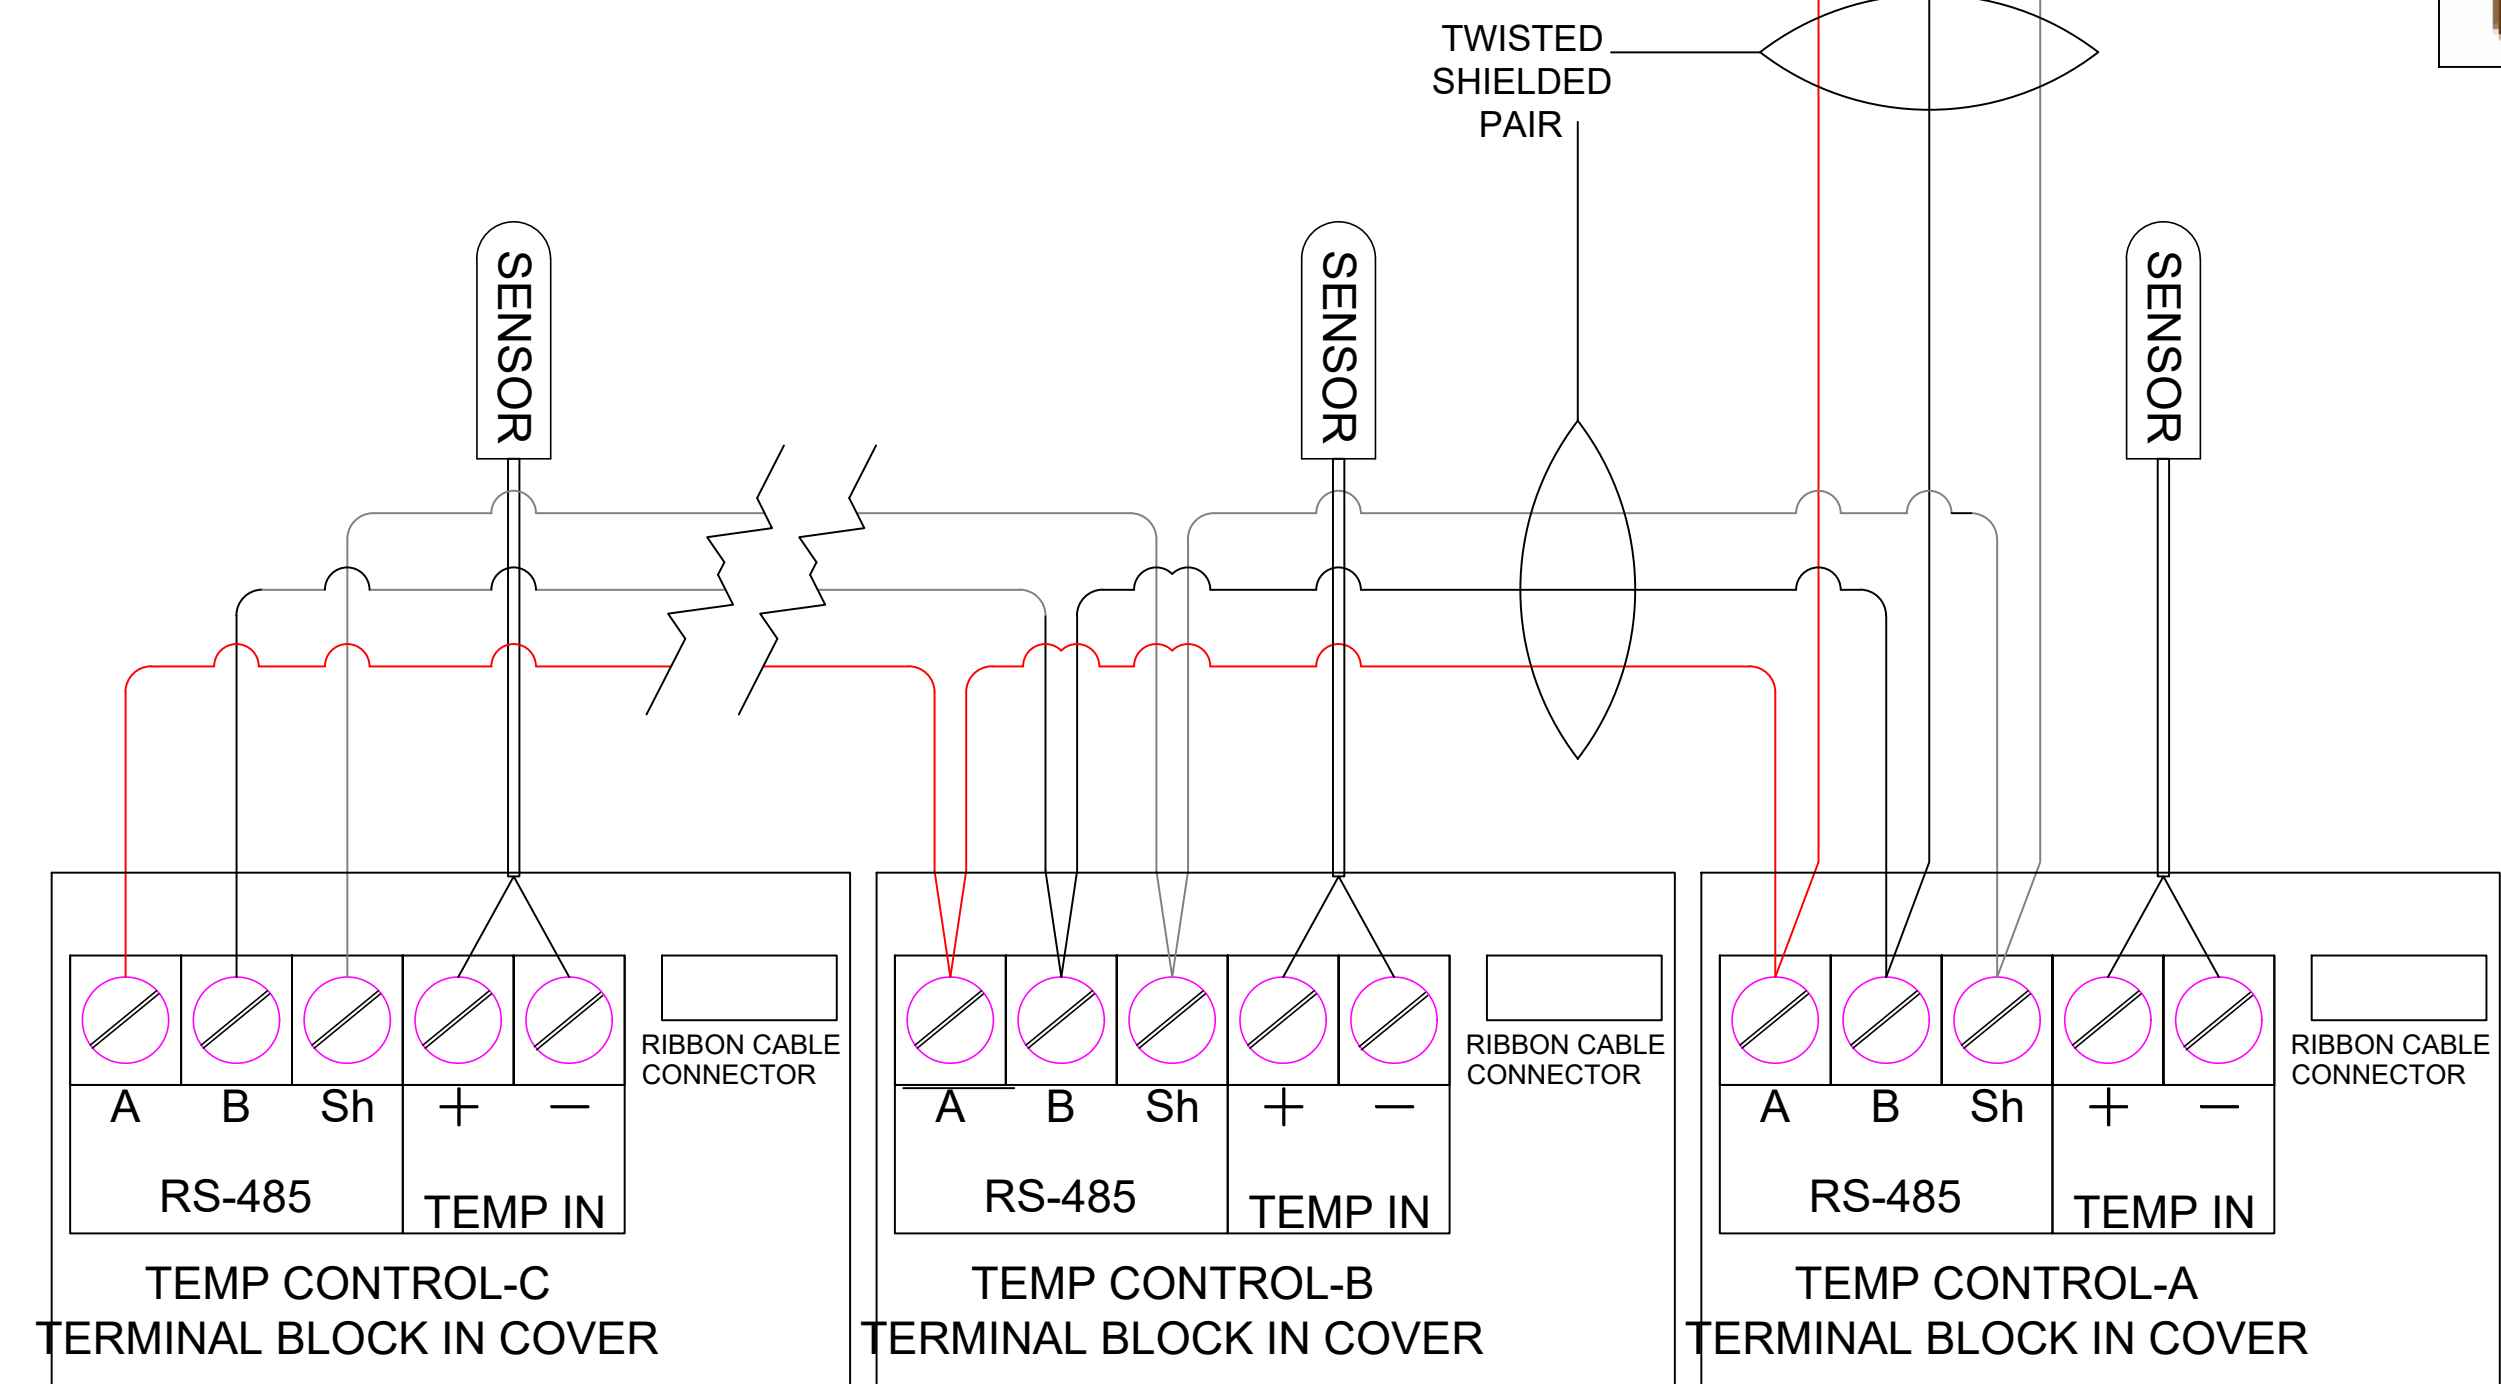 TWISTED
SHIELDED
PAIR
SENSOR
SENSOR
SENSOR
RIBBON CABLE
CONNECTOR
A B Sh + −
RS-485
TEMP IN
TEMP CONTROL-C
TERMINAL BLOCK IN COVER
RIBBON CABLE
CONNECTOR
A B Sh + −
RS-485
TEMP IN
TEMP CONTROL-B
TERMINAL BLOCK IN COVER
RIBBON CABLE
CONNECTOR
A B Sh + −
RS-485
TEMP IN
TEMP CONTROL-A
TERMINAL BLOCK IN COVER